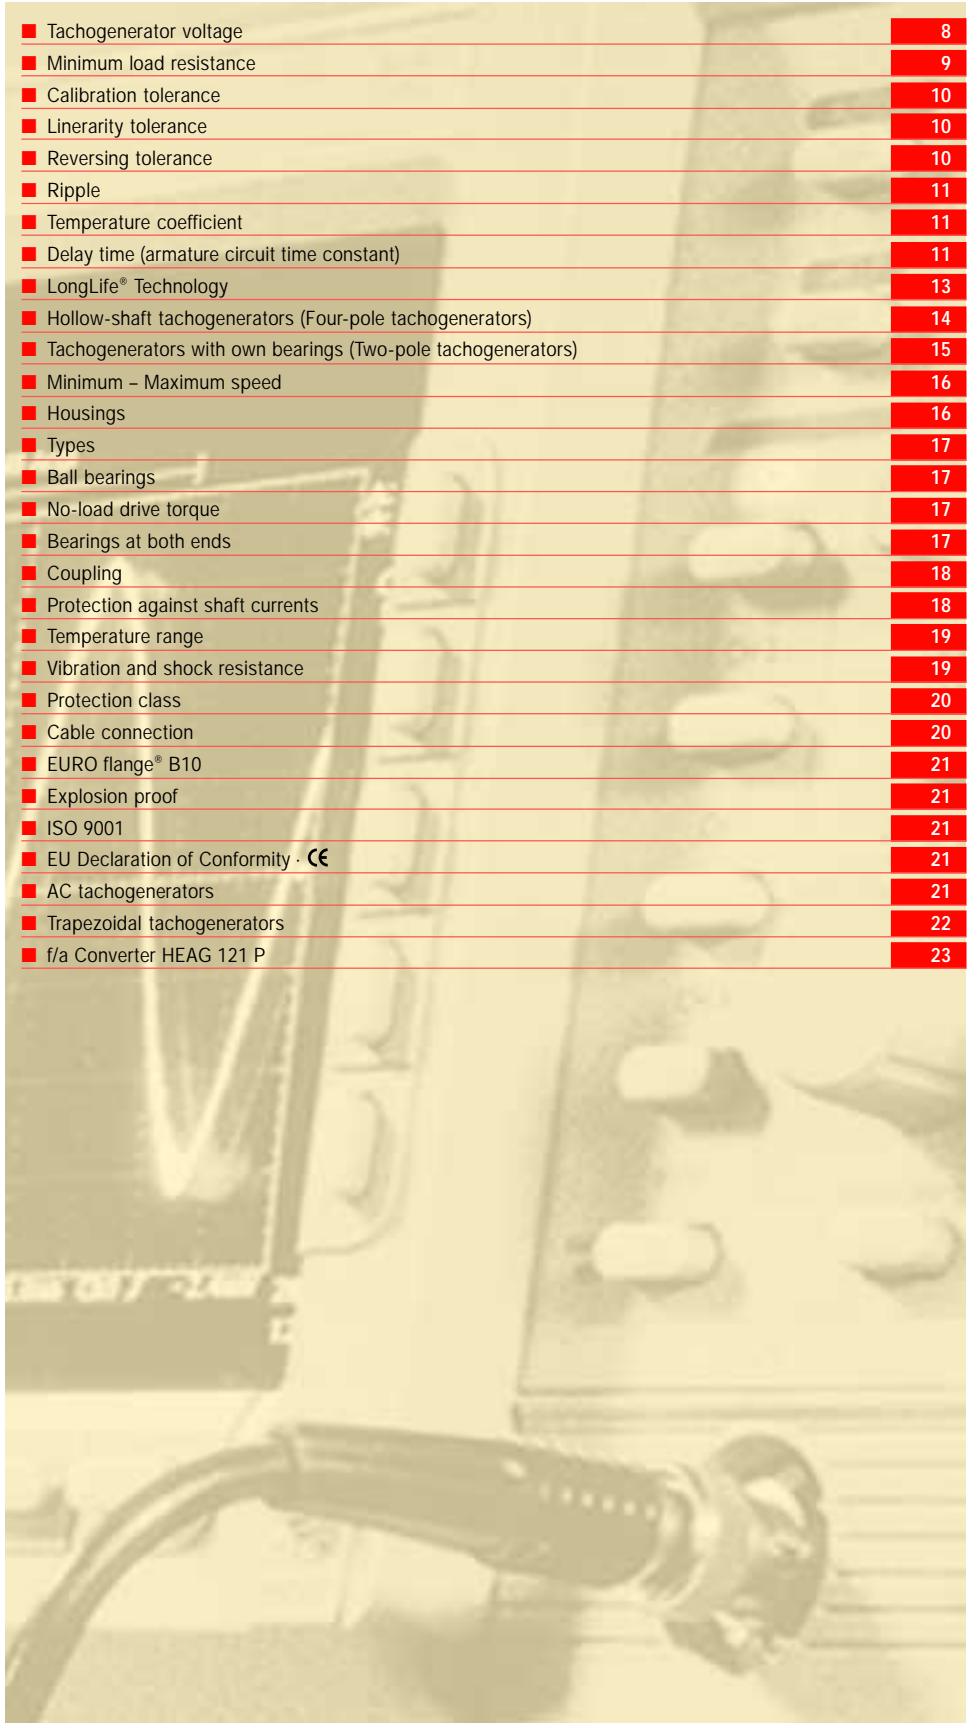 ■ Tachogenerator voltage 8
■ Minimum load resistance 9
■ Calibration tolerance 10
■ Linerarity tolerance 10
■ Reversing tolerance 10
■ Ripple 11
■ Temperature coefficient 11
■ Delay time (armature circuit time constant) 11
■ LongLife® Technology 13
■ Hollow-shaft tachogenerators (Four-pole tachogenerators) 14
■ Tachogenerators with own bearings (Two-pole tachogenerators) 15
■ Minimum – Maximum speed 16
■ Housings 16
■ Types 17
■ Ball bearings 17
■ No-load drive torque 17
■ Bearings at both ends 17
■ Coupling 18
■ Protection against shaft currents 18
■ Temperature range 19
■ Vibration and shock resistance 19
■ Protection class 20
■ Cable connection 20
■ EURO flange® B10 21
■ Explosion proof 21
■ ISO 9001 21
■ EU Declaration of Conformity · CE 21
■ AC tachogenerators 21
■ Trapezoidal tachogenerators 22
■ f/a Converter HEAG 121 P 23